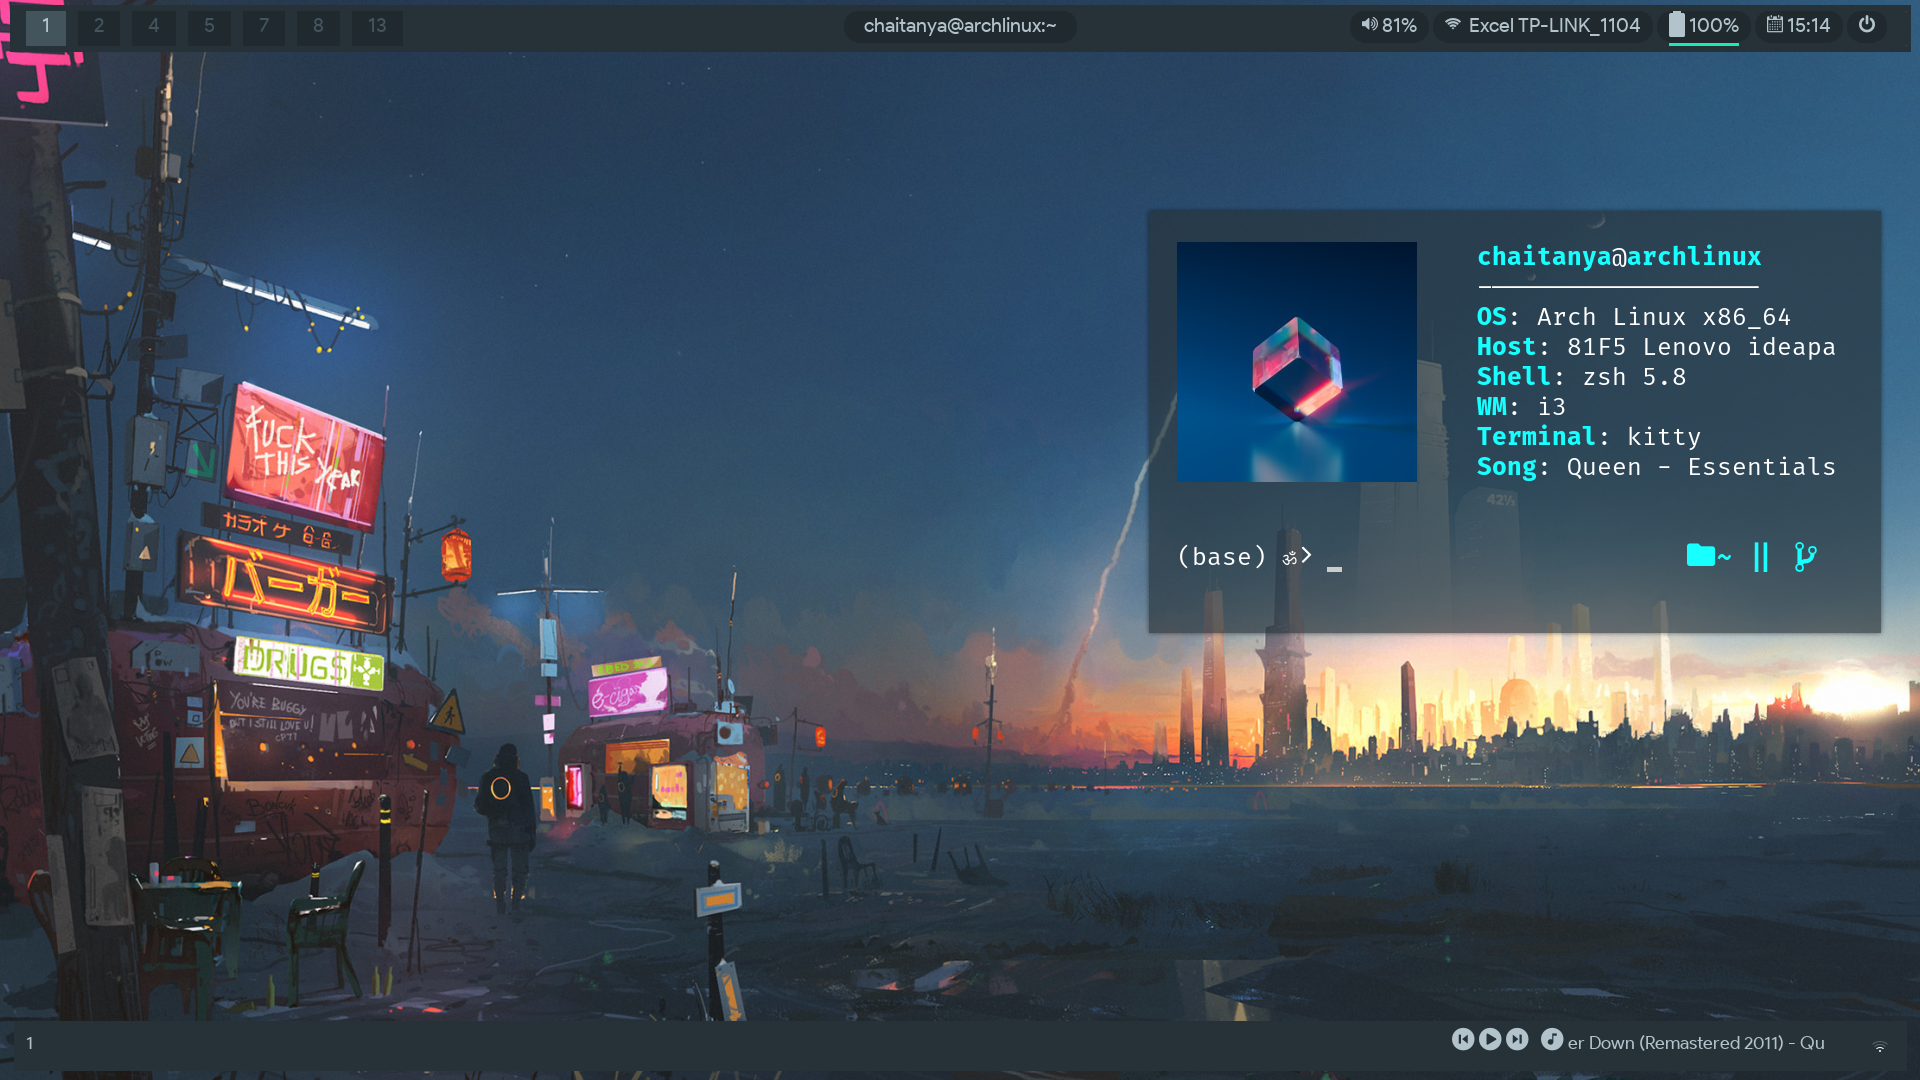 1 2 4 5 7 8 13
chaitanya@archlinux:~
81% Excel TP-LINK_1104 100% 15:14
chaitanya@archlinux
OS: Arch Linux x86_64
Host: 81F5 Lenovo ideapa
Shell: zsh 5.8
WM: i3
Terminal: kitty
Song: Queen - Essentials
(base) ॐ> _
~ ||
FUCK
THIS YEAR
カラオケ
バーガー
DRUGS
YOU'RE BUGGY
BUT I STILL LOVE U!
e-cigar
42%
1
er Down (Remastered 2011) - Qu